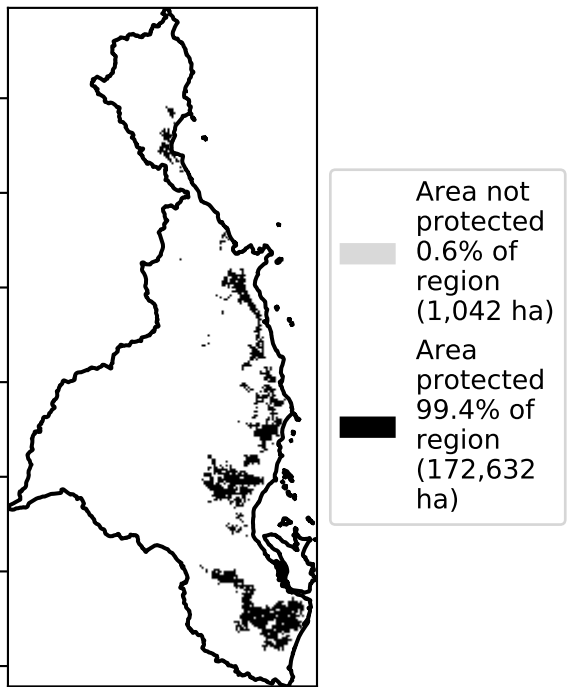 Area not
protected
0.6% of
region
(1,042 ha)
Area
protected
99.4% of
region
(172,632
ha)